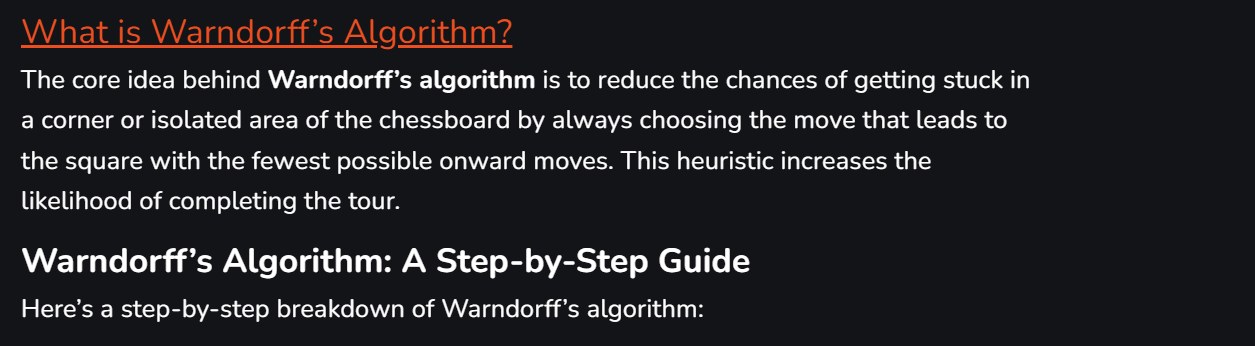 What is Warndorff’s Algorithm?
The core idea behind Warndorff’s algorithm is to reduce the chances of getting stuck in
a corner or isolated area of the chessboard by always choosing the move that leads to
the square with the fewest possible onward moves. This heuristic increases the
likelihood of completing the tour.
Warndorff’s Algorithm: A Step-by-Step Guide
Here’s a step-by-step breakdown of Warndorff’s algorithm: